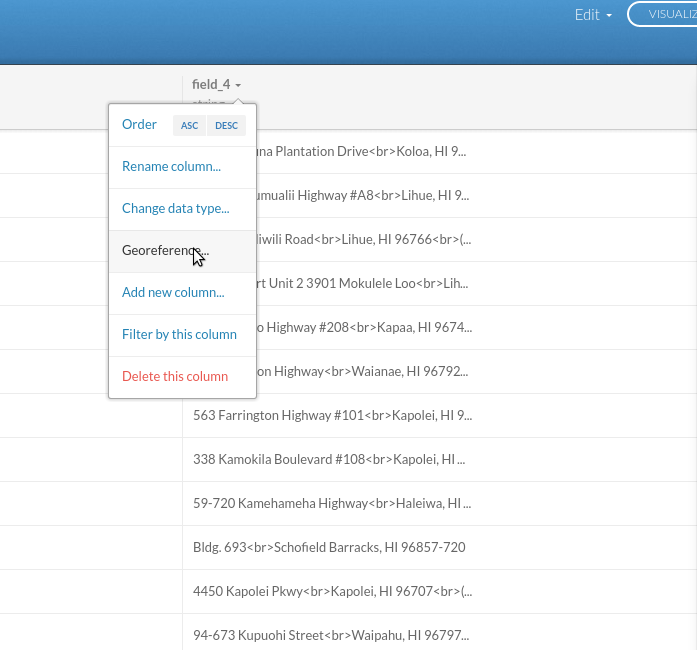 Edit
VISUALIZ
field_4
string
Order ASC DESC
Rename column...
Change data type...
Georeference...
Add new column...
Filter by this column
Delete this column
una Plantation Drive<br>Koloa, HI 9...
umualii Highway #A8<br>Lihue, HI 9...
liwili Road<br>Lihue, HI 96766<br>(...
rt Unit 2 3901 Mokulele Loo<br>Lih...
o Highway #208<br>Kapaa, HI 9674...
on Highway<br>Waianae, HI 96792...
563 Farrington Highway #101<br>Kapolei, HI 9...
338 Kamokila Boulevard #108<br>Kapolei, HI...
59-720 Kamehameha Highway<br>Haleiwa, HI...
Bldg. 693<br>Schofield Barracks, HI 96857-720
4450 Kapolei Pkwy<br>Kapolei, HI 96707<br>(...
94-673 Kupuohi Street<br>Waipahu, HI 96797...